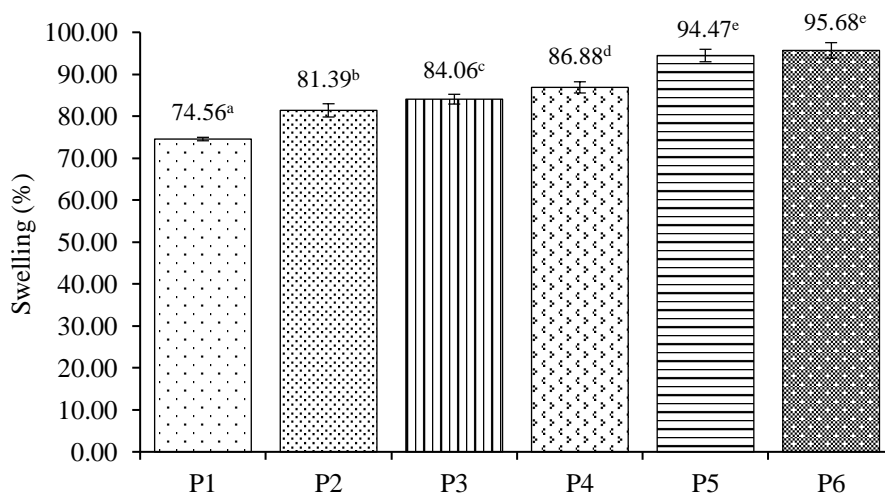 100.00
90.00
80.00
70.00
60.00
50.00
40.00
30.00
20.00
10.00
0.00
Swelling (%)
74.56ᵃ
81.39ᵇ
84.06ᶜ
86.88ᵈ
94.47ᵉ
95.68ᵉ
P1 P2 P3 P4 P5 P6